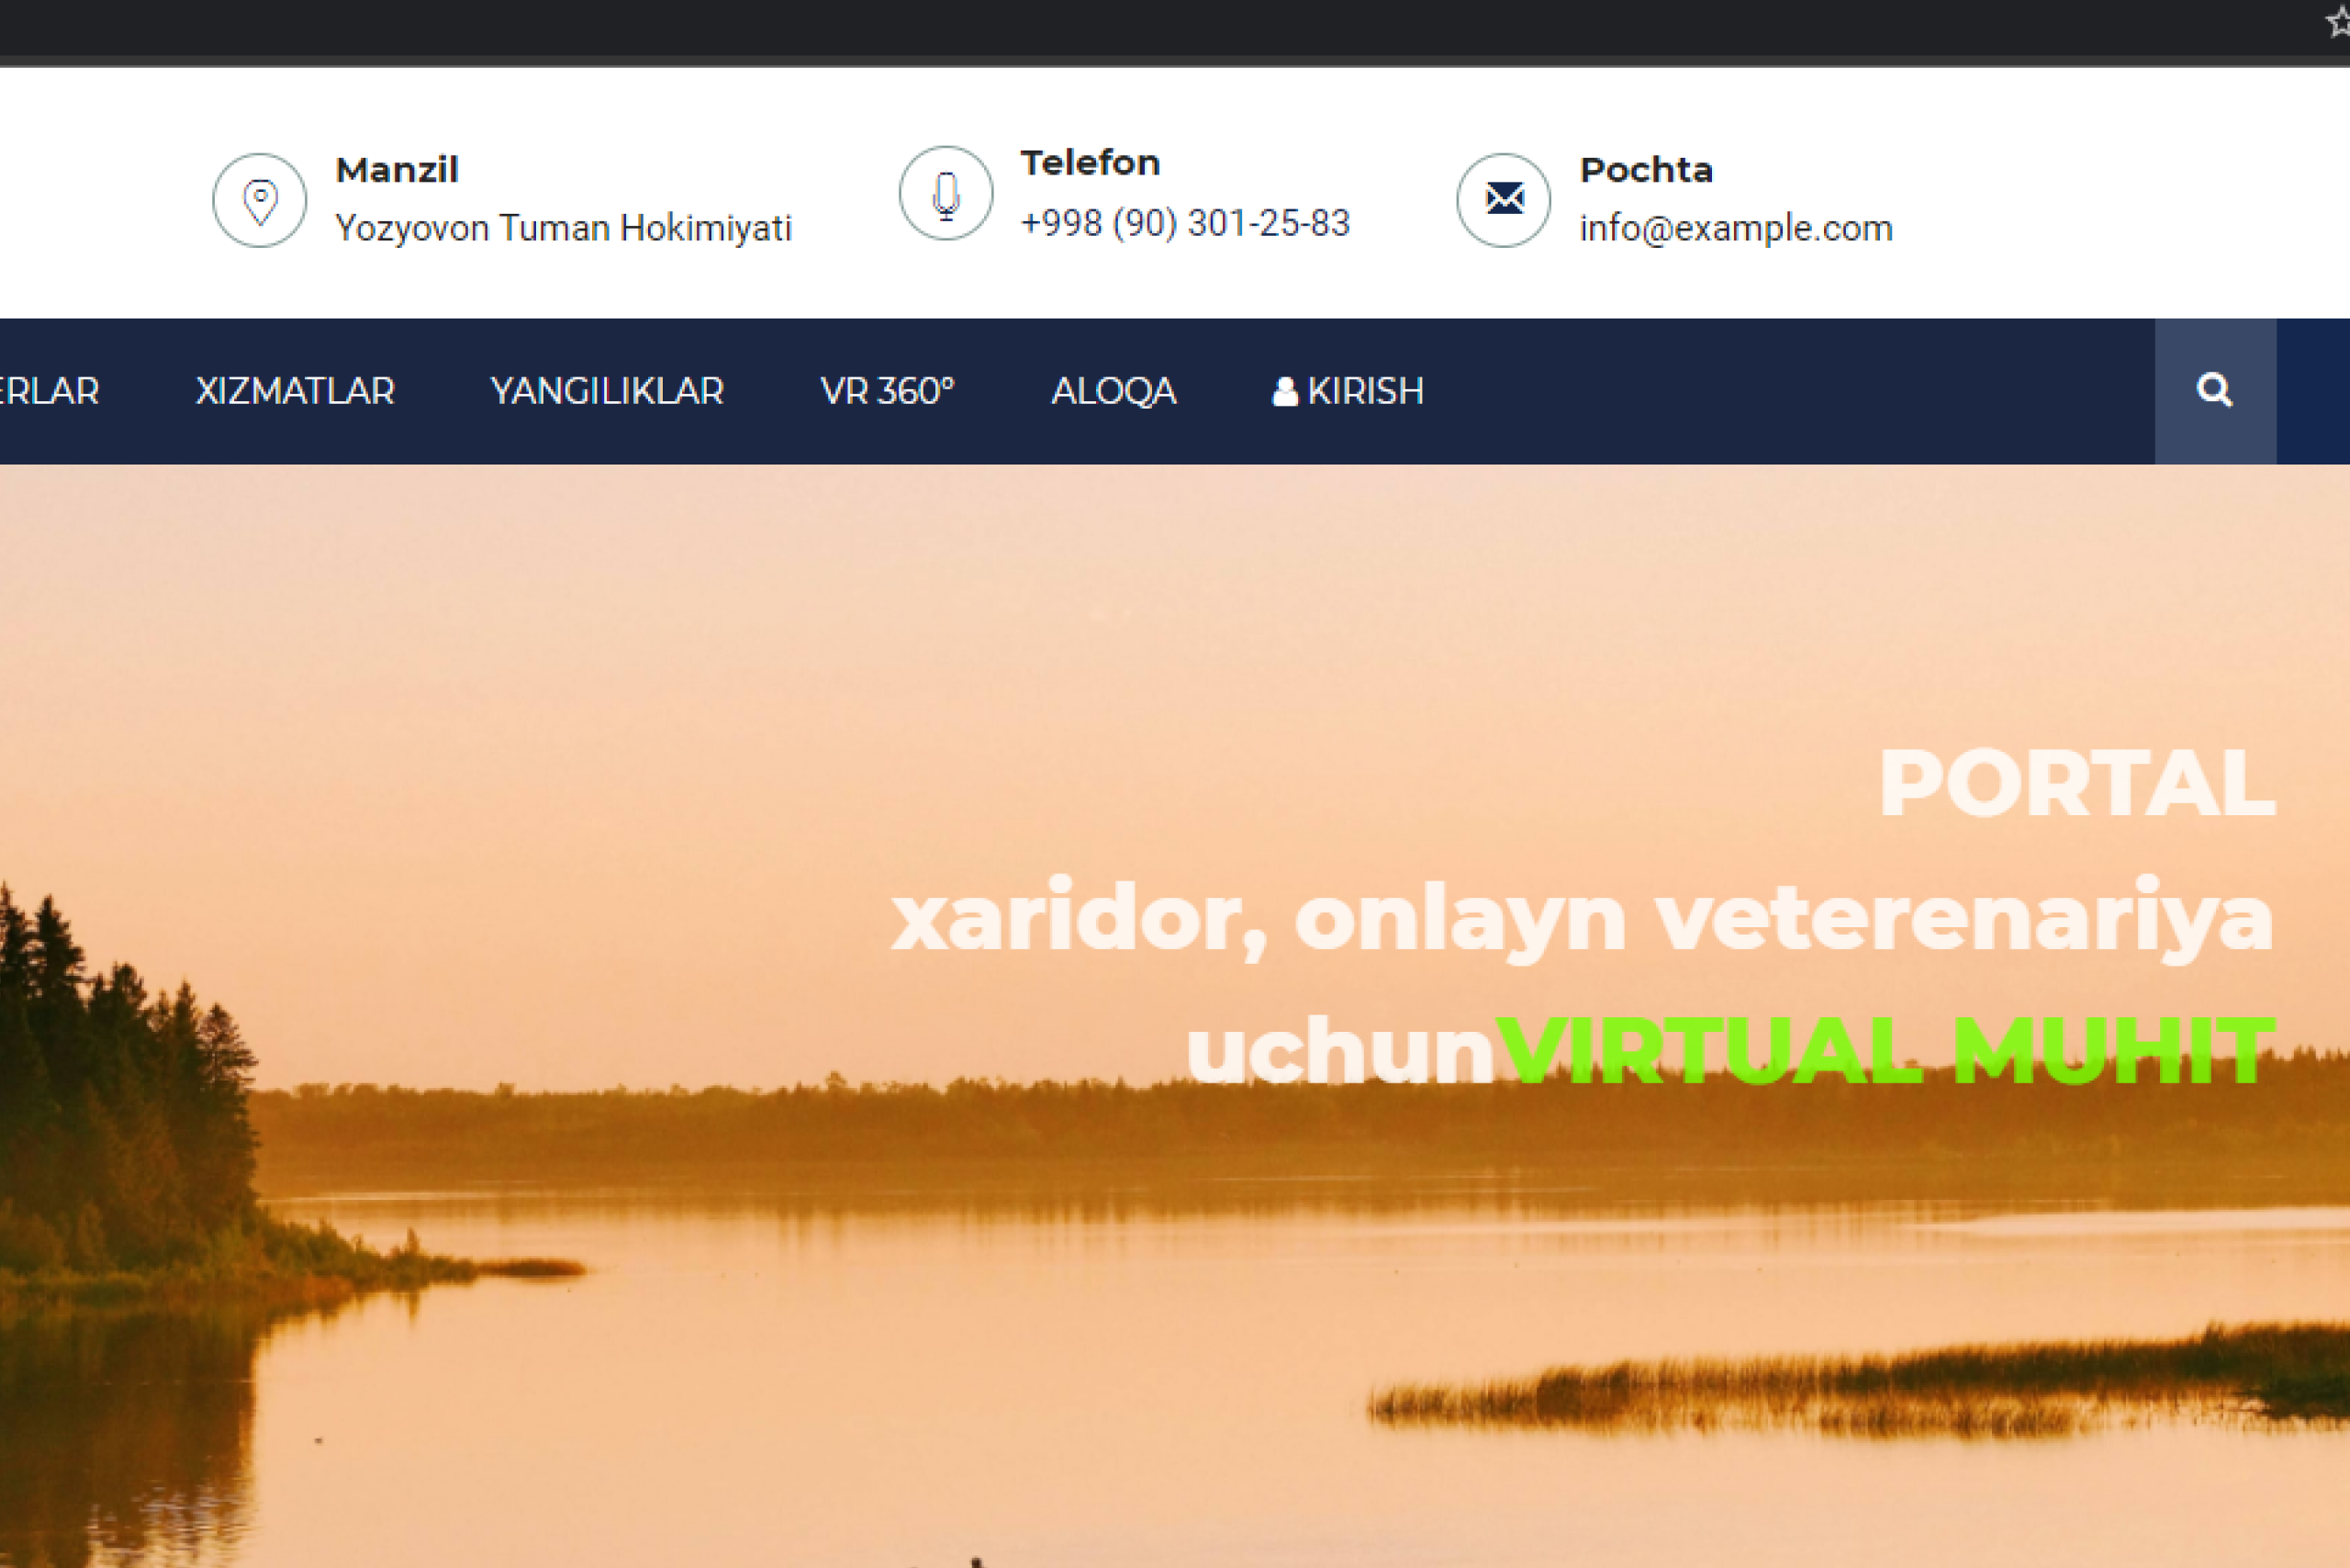 Manzil
Yozyovon Tuman Hokimiyati
Telefon
+998 (90) 301-25-83
Pochta
info@example.com
XIZMATLAR YANGILIKLAR VR 360° ALOQA KIRISH
PORTAL
xaridor, onlayn veterenariya
uchunVIRTUAL MUHIT